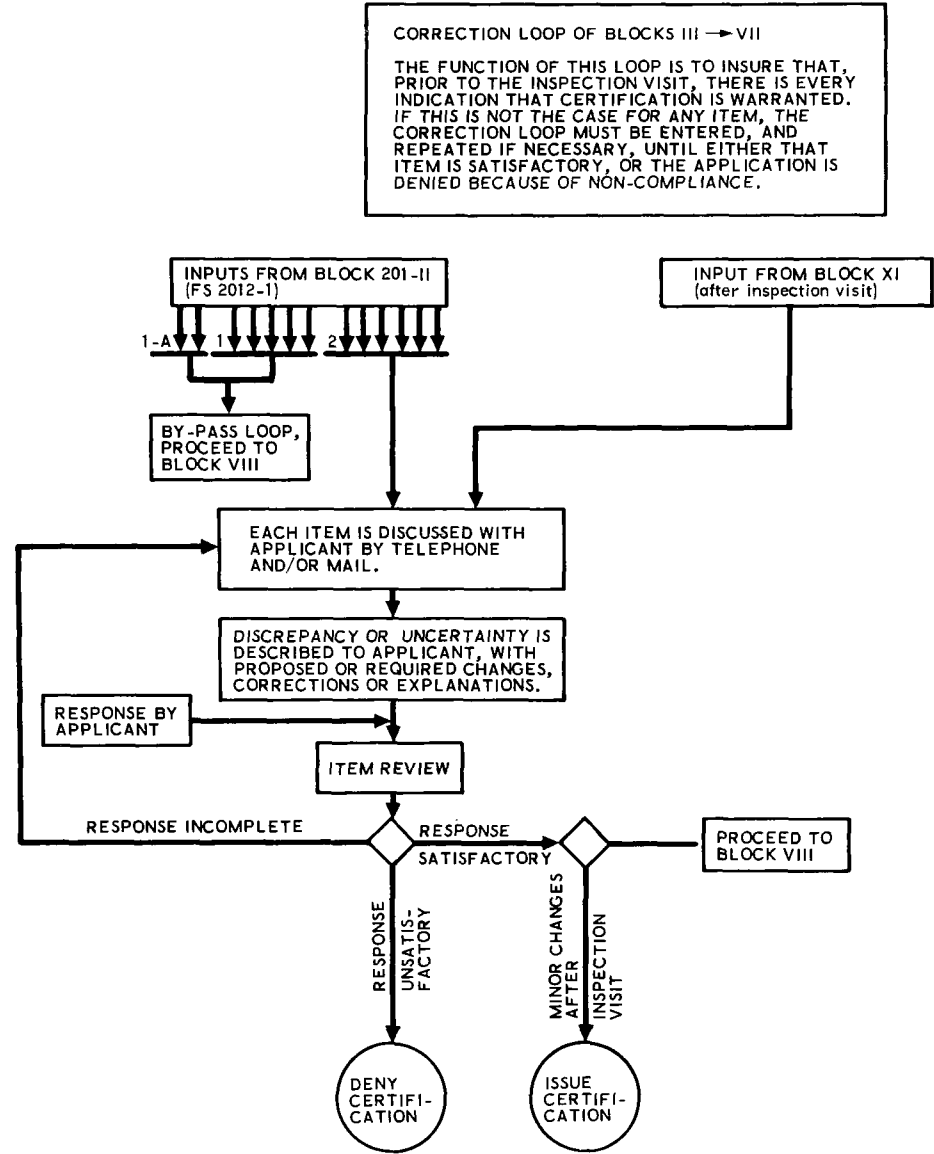 CORRECTION LOOP OF BLOCKS III → VII
THE FUNCTION OF THIS LOOP IS TO INSURE THAT,
PRIOR TO THE INSPECTION VISIT, THERE IS EVERY
INDICATION THAT CERTIFICATION IS WARRANTED.
IF THIS IS NOT THE CASE FOR ANY ITEM, THE
CORRECTION LOOP MUST BE ENTERED, AND
REPEATED IF NECESSARY, UNTIL EITHER THAT
ITEM IS SATISFACTORY, OR THE APPLICATION IS
DENIED BECAUSE OF NON-COMPLIANCE.
INPUTS FROM BLOCK 201-II
(FS 2012-1)
INPUT FROM BLOCK XI
(after inspection visit)
1-A
1
2
BY-PASS LOOP,
PROCEED TO
BLOCK VIII
EACH ITEM IS DISCUSSED WITH
APPLICANT BY TELEPHONE
AND/OR MAIL.
DISCREPANCY OR UNCERTAINTY IS
DESCRIBED TO APPLICANT, WITH
PROPOSED OR REQUIRED CHANGES,
CORRECTIONS OR EXPLANATIONS.
RESPONSE BY
APPLICANT
ITEM REVIEW
RESPONSE INCOMPLETE
RESPONSE
SATISFACTORY
PROCEED TO
BLOCK VIII
RESPONSE
UNSATIS-
FACTORY
MINOR CHANGES
AFTER
INSPECTION
VISIT
DENY
CERTIFI-
CATION
ISSUE
CERTIFI-
CATION